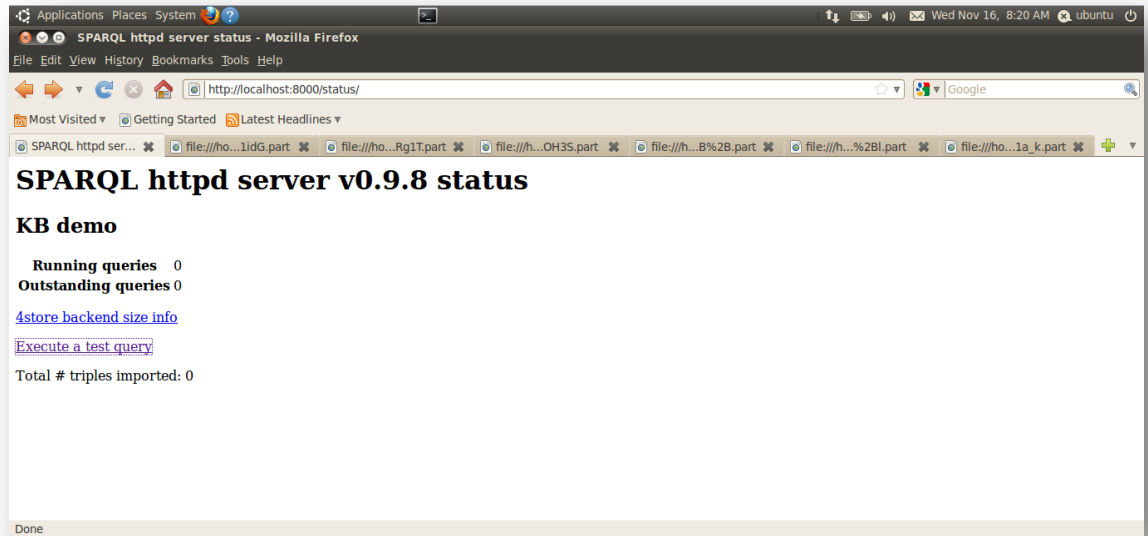 Applications Places System Wed Nov 16, 8:20 AM ubuntu
SPARQL httpd server status - Mozilla Firefox
File Edit View History Bookmarks Tools Help
http://localhost:8000/status/ Google
Most Visited Getting Started Latest Headlines
SPARQL httpd ser... file:///ho...1idG.part file:///ho...Rg1T.part file:///h...OH3S.part file:///h...B%2B.part file:///h...%2Bl.part file:///ho...1a_k.part
SPARQL httpd server v0.9.8 status
KB demo
Running queries 0
Outstanding queries 0
4store backend size info
Execute a test query
Total # triples imported: 0
Done